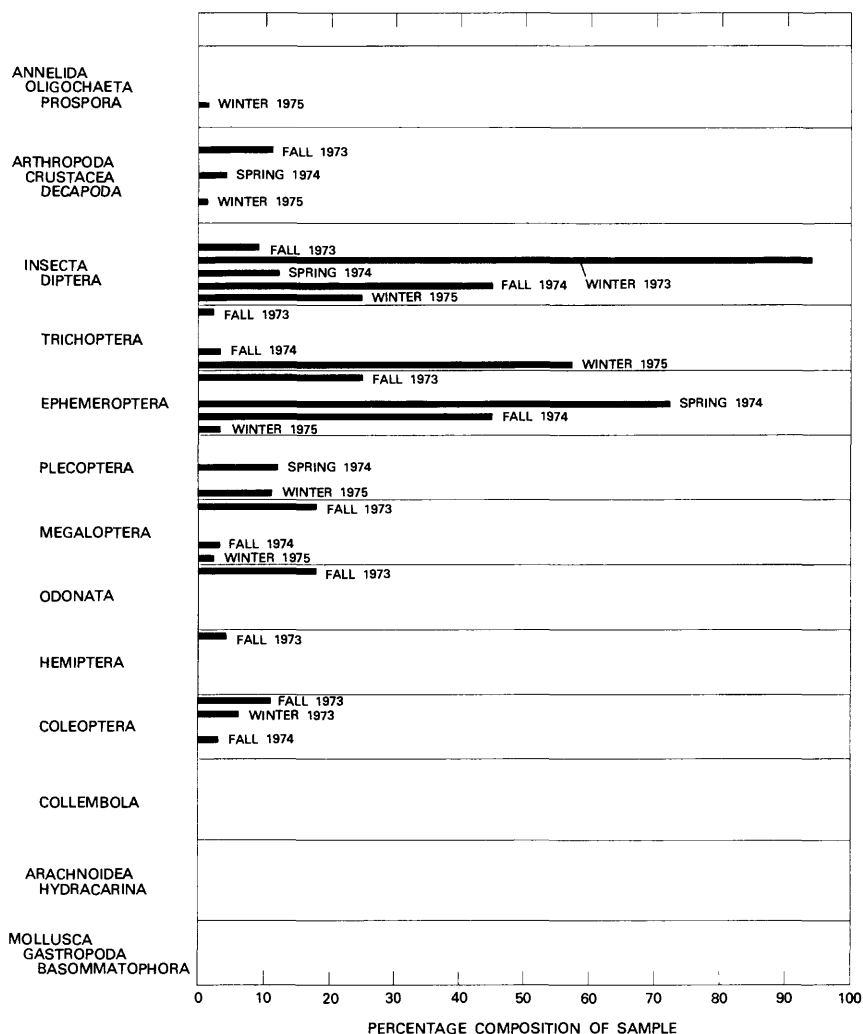 ANNELIDA
OLIGOCHAETA
PROSPORA
WINTER 1975
ARTHROPODA
CRUSTACEA
DECAPODA
FALL 1973
SPRING 1974
WINTER 1975
INSECTA
DIPTERA
FALL 1973
WINTER 1973
SPRING 1974
FALL 1974
WINTER 1975
TRICHOPTERA
FALL 1973
FALL 1974
WINTER 1975
EPHEMEROPTERA
FALL 1973
SPRING 1974
FALL 1974
WINTER 1975
PLECOPTERA
SPRING 1974
WINTER 1975
MEGALOPTERA
FALL 1973
FALL 1974
WINTER 1975
ODONATA
FALL 1973
HEMIPTERA
FALL 1973
COLEOPTERA
FALL 1973
WINTER 1973
FALL 1974
COLLEMBOLA
ARACHNOIDEA
HYDRACARINA
MOLLUSCA
GASTROPODA
BASOMMATOPHORA
0 10 20 30 40 50 60 70 80 90 100
PERCENTAGE COMPOSITION OF SAMPLE